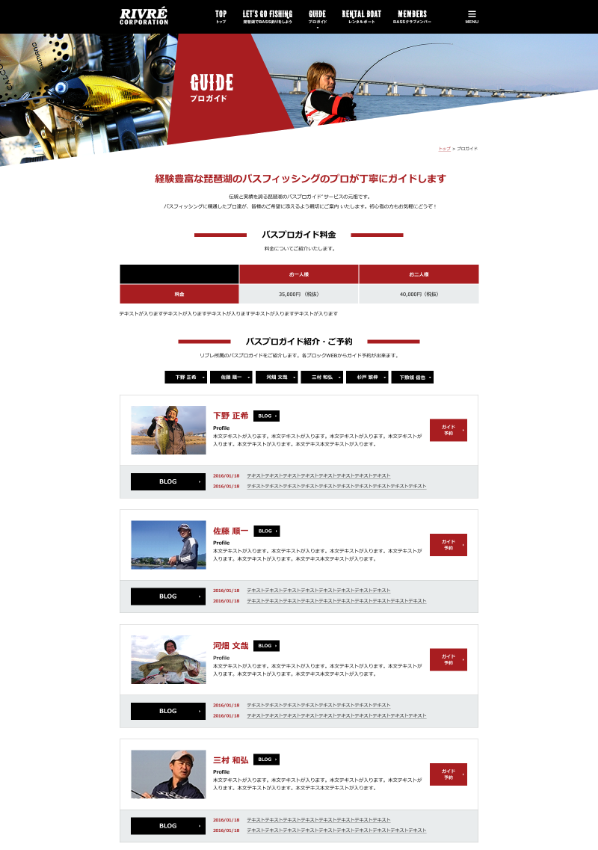 RIVRÉ
CORPORATION
TOP
トップ
LET'S GO FISHING
琵琶湖でBASS釣りをしよう
GUIDE
プロガイド
RENTAL BOAT
レンタルボート
MEMBERS
BASSクラブメンバー
MENU
GUIDE
プロガイド
トップ > プロガイド
経験豊富な琵琶湖のバスフィッシングのプロが丁寧にガイドします
伝統と実績を誇る琵琶湖のバスプロガイド"サービスの元祖です。
バスフィッシングに精通したプロ達が、皆様のご希望に添えるよう親切にご案内いたします。初心者の方もお気軽にどうぞ！
バスプロガイド料金
料金についてご紹介いたします。
お一人様
お二人様
料金
35,000円（税抜）
40,000円（税抜）
テキストが入りますテキストが入りますテキストが入りますテキストが入りますテキストが入ります
バスプロガイド紹介・ご予約
リブレ所属のバスプロガイドをご紹介します。各ブロックWEBからガイド予約が出来ます。
下野 正希
佐藤 順一
河畑 文哉
三村 和弘
杉戸 繁伸
下野 正希
BLOG
Profile
本文テキストが入ります。本文テキストが入ります。本文テキストが入ります。本文テキストが
入ります。本文テキストが入ります。本文テキス本文テキストが入ります。
ガイド
予約
BLOG
2016/01/18 テキストテキストテキストテキストテキストテキストテキストテキスト
2016/01/18 テキストテキストテキストテキストテキストテキストテキストテキストテキストテキスト
佐藤 順一
BLOG
Profile
本文テキストが入ります。本文テキストが入ります。本文テキストが入ります。本文テキストが
入ります。本文テキストが入ります。本文テキス本文テキストが入ります。
ガイド
予約
BLOG
2016/01/18 テキストテキストテキストテキストテキストテキストテキストテキスト
2016/01/18 テキストテキストテキストテキストテキストテキストテキストテキストテキストテキスト
河畑 文哉
BLOG
Profile
本文テキストが入ります。本文テキストが入ります。本文テキストが入ります。本文テキストが
入ります。本文テキストが入ります。本文テキス本文テキストが入ります。
ガイド
予約
BLOG
2016/01/18 テキストテキストテキストテキストテキストテキストテキストテキスト
2016/01/18 テキストテキストテキストテキストテキストテキストテキストテキストテキストテキスト
三村 和弘
BLOG
Profile
本文テキストが入ります。本文テキストが入ります。本文テキストが入ります。本文テキストが
入ります。本文テキストが入ります。本文テキス本文テキストが入ります。
ガイド
予約
BLOG
2016/01/18 テキストテキストテキストテキストテキストテキストテキストテキスト
2016/01/18 テキストテキストテキストテキストテキストテキストテキストテキストテキストテキスト